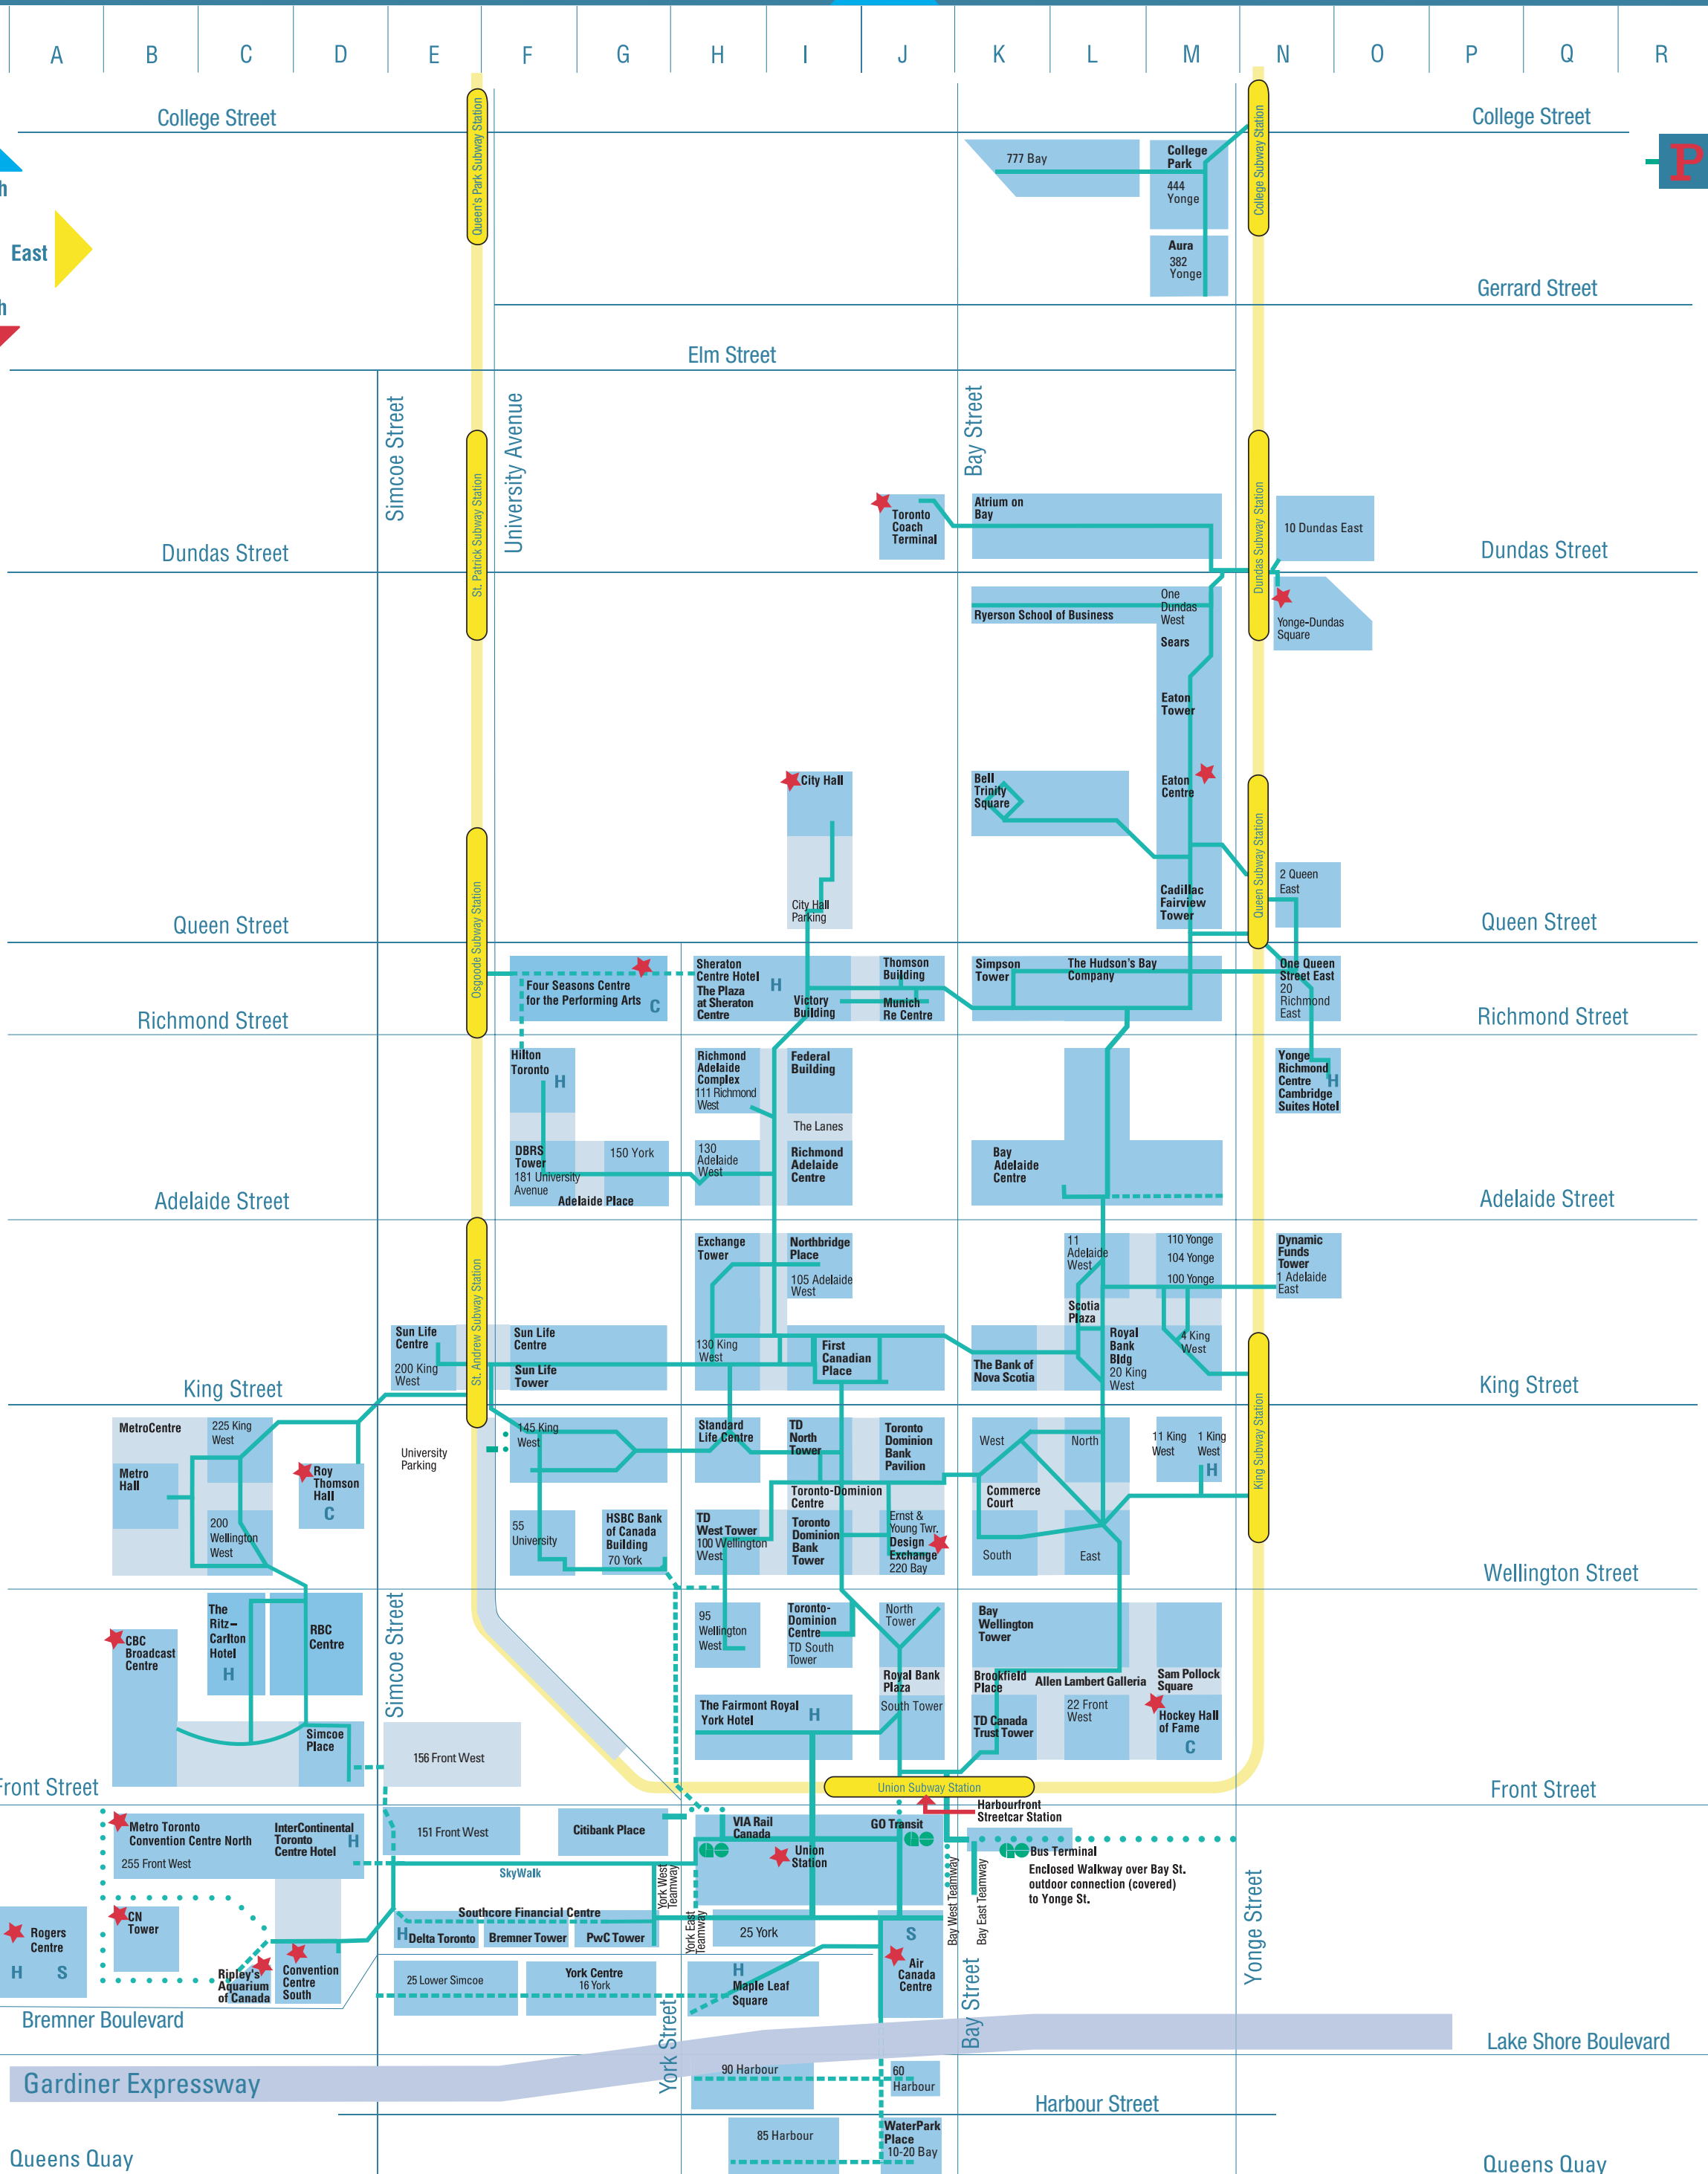 A B C D E F G H I J K L M N O P Q R
College Street
College Street
Queen's Park Subway Station
College Subway Station
P
h
East
h
777 Bay
College
Park
444
Yonge
Aura
382
Yonge
Gerrard Street
Elm Street
Simcoe Street
University Avenue
Bay Street
St. Patrick Subway Station
Dundas Subway Station
Toronto
Coach
Terminal
Atrium on
Bay
10 Dundas East
Dundas Street
Dundas Street
One
Dundas
West
Ryerson School of Business
Yonge-Dundas
Square
Sears
Eaton
Tower
City Hall
Bell
Trinity
Square
Eaton
Centre
Osgoode Subway Station
Queen Subway Station
2 Queen
East
Cadillac
Fairview
Tower
City Hall
Parking
Queen Street
Queen Street
Four Seasons Centre
for the Performing Arts
C
Sheraton
Centre Hotel
The Plaza
at Sheraton
Centre
H
Victory
Building
Thomson
Building
Munich
Re Centre
Simpson
Tower
The Hudson's Bay
Company
One Queen
Street East
20
Richmond
East
Richmond Street
Richmond Street
Hilton
Toronto
H
Richmond
Adelaide
Complex
111 Richmond
West
Federal
Building
The Lanes
Yonge
Richmond
Centre
Cambridge
Suites Hotel
H
DBRS
Tower
181 University
Avenue
150 York
Adelaide Place
130
Adelaide
West
Richmond
Adelaide
Centre
Bay
Adelaide
Centre
Adelaide Street
Adelaide Street
St. Andrew Subway Station
Exchange
Tower
Northbridge
Place
105 Adelaide
West
11
Adelaide
West
110 Yonge
104 Yonge
100 Yonge
Dynamic
Funds
Tower
1 Adelaide
East
Scotia
Plaza
Sun Life
Centre
200 King
West
Sun Life
Centre
Sun Life
Tower
130 King
West
First
Canadian
Place
The Bank of
Nova Scotia
Royal
Bank
Bldg
20 King
West
4 King
West
King Street
King Street
King Subway Station
MetroCentre
225 King
West
Metro
Hall
Roy
Thomson
Hall
C
200
Wellington
West
University
Parking
145 King
West
Standard
Life Centre
TD
North
Tower
Toronto
Dominion
Bank
Pavilion
West
North
11 King
West
1 King
West
H
Toronto-Dominion
Centre
Commerce
Court
55
University
HSBC Bank
of Canada
Building
70 York
TD
West Tower
100 Wellington
West
Toronto
Dominion
Bank
Tower
Ernst &
Young Twr.
Design
Exchange
220 Bay
South
East
Wellington Street
Simcoe Street
CBC
Broadcast
Centre
The
Ritz–
Carlton
Hotel
H
RBC
Centre
Simcoe
Place
95
Wellington
West
Toronto-
Dominion
Centre
TD South
Tower
North
Tower
Royal Bank
Plaza
South Tower
Bay
Wellington
Tower
Brookfield
Place
Allen Lambert Galleria
Sam Pollock
Square
TD Canada
Trust Tower
22 Front
West
Hockey Hall
of Fame
C
The Fairmont Royal
York Hotel
H
156 Front West
Front Street
Union Subway Station
Front Street
Harbourfront
Streetcar Station
Metro Toronto
Convention Centre North
255 Front West
InterContinental
Toronto
Centre Hotel
H
151 Front West
Citibank Place
VIA Rail
Canada
GO Transit
GO
GO
Union
Station
GO
Bus Terminal
Enclosed Walkway over Bay St.
outdoor connection (covered)
to Yonge St.
SkyWalk
York West
Teamway
York East
Teamway
Bay West Teamway
Bay East Teamway
Yonge Street
Rogers
Centre
H S
CN
Tower
Southcore Financial Centre
H
Delta Toronto
Bremner Tower
PwC Tower
25 York
S
Air
Canada
Centre
Ripley's
Aquarium
of Canada
Convention
Centre
South
25 Lower Simcoe
York Centre
16 York
H
Maple Leaf
Square
Bay Street
York Street
Bremner Boulevard
Lake Shore Boulevard
Gardiner Expressway
90 Harbour
60
Harbour
Harbour Street
85 Harbour
WaterPark
Place
10-20 Bay
Queens Quay
Queens Quay